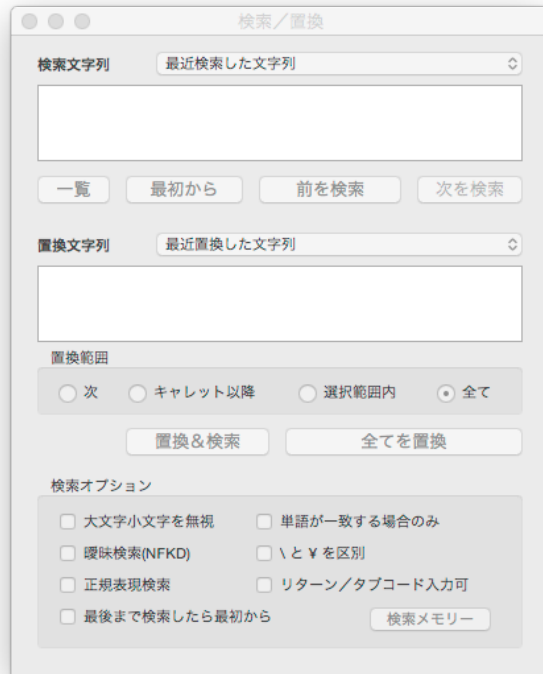 検索／置換
検索文字列 最近検索した文字列
一覧 最初から 前を検索 次を検索
置換文字列 最近置換した文字列
置換範囲
次 キャレット以降 選択範囲内 全て
置換&検索 全てを置換
検索オプション
大文字小文字を無視 単語が一致する場合のみ
曖昧検索(NFKD) \ と ¥ を区別
正規表現検索 リターン／タブコード入力可
最後まで検索したら最初から 検索メモリー